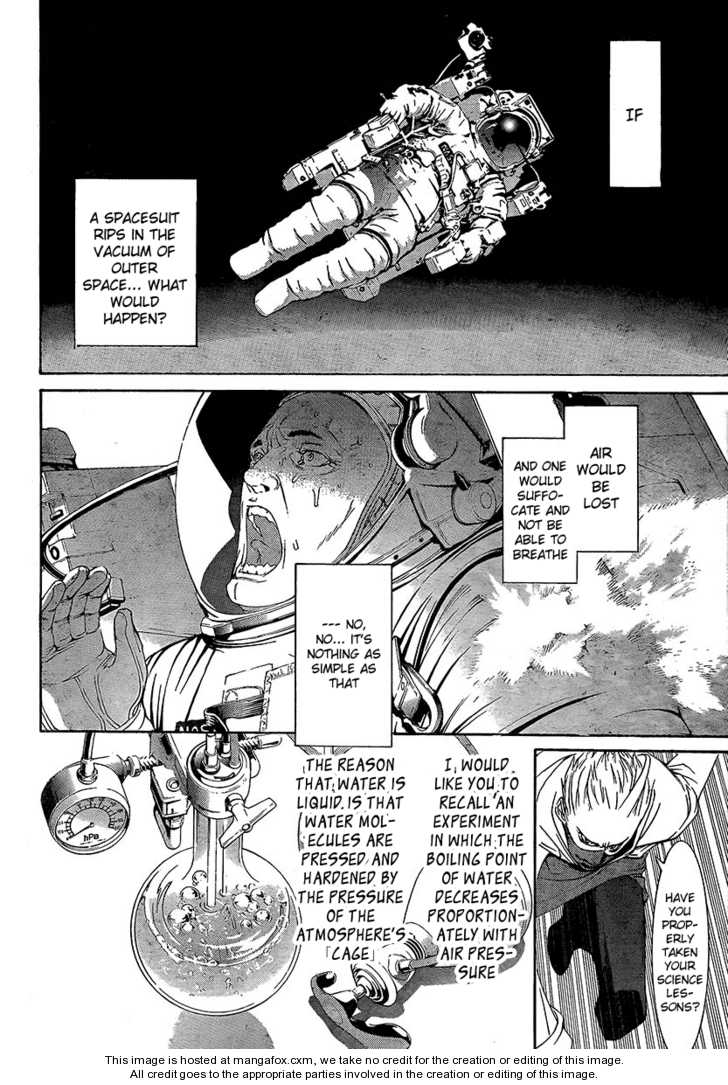 IF
A SPACESUIT
RIPS IN THE
VACUUM OF
OUTER
SPACE... WHAT
WOULD
HAPPEN?
AIR
WOULD
BE
LOST
AND ONE
WOULD
SUFFO-
CATE AND
NOT BE
ABLE TO
BREATHE
--- NO,
NO... IT'S
NOTHING AS
SIMPLE AS
THAT
HAVE
YOU
PROP-
ERLY
TAKEN
YOUR
SCIENCE
LES-
SONS?
I WOULD
LIKE YOU TO
RECALL AN
EXPERIMENT
IN WHICH THE
BOILING POINT
OF WATER
DECREASES
PROPORTION-
ATELY WITH
AIR PRES-
SURE
THE REASON
THAT WATER IS
LIQUID IS THAT
WATER MOL-
ECULES ARE
PRESSED AND
HARDENED BY
THE PRESSURE
OF THE
ATMOSPHERE'S
「CAGE」
hPa
This image is hosted at mangafox.cxm, we take no credit for the creation or editing of this image.
All credit goes to the appropriate parties involved in the creation or editing of this image.